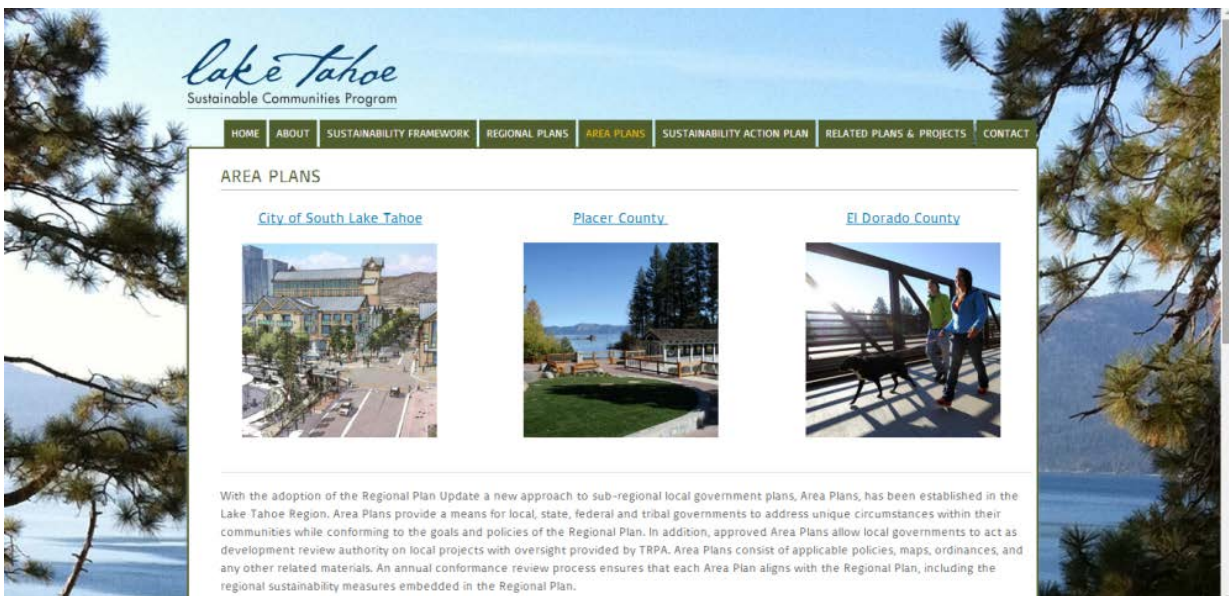 lake Tahoe
Sustainable Communities Program
HOME ABOUT SUSTAINABILITY FRAMEWORK REGIONAL PLANS AREA PLANS SUSTAINABILITY ACTION PLAN RELATED PLANS & PROJECTS CONTACT
AREA PLANS
City of South Lake Tahoe Placer County El Dorado County
With the adoption of the Regional Plan Update a new approach to sub-regional local government plans, Area Plans, has been established in the
Lake Tahoe Region. Area Plans provide a means for local, state, federal and tribal governments to address unique circumstances within their
communities while conforming to the goals and policies of the Regional Plan. In addition, approved Area Plans allow local governments to act as
development review authority on local projects with oversight provided by TRPA. Area Plans consist of applicable policies, maps, ordinances, and
any other related materials. An annual conformance review process ensures that each Area Plan aligns with the Regional Plan, including the
regional sustainability measures embedded in the Regional Plan.